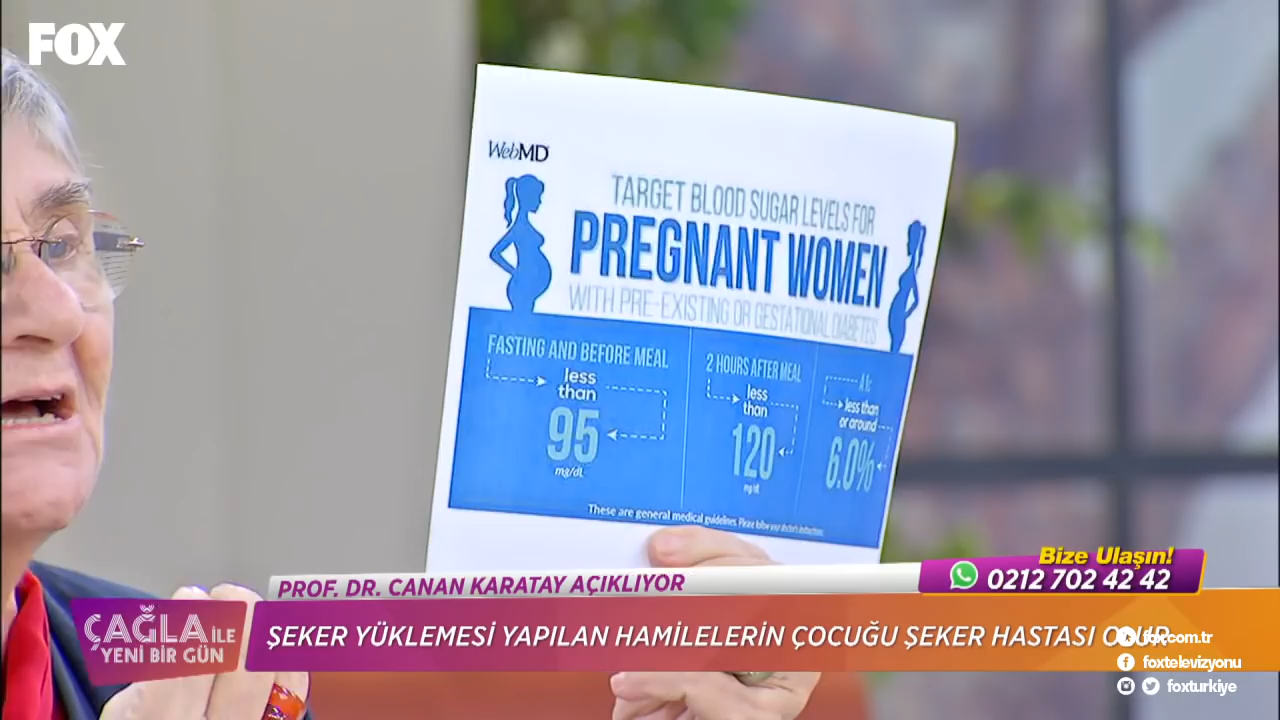 FOX
WebMD
TARGET BLOOD SUGAR LEVELS FOR
PREGNANT WOMEN
WITH PRE-EXISTING OR GESTATIONAL DIABETES
FASTING AND BEFORE MEAL
less
than
95
mg/dL
2 HOURS AFTER MEAL
less
than
120
mg/dl
A1c
less than
or around
6.0%
These are general medical guidelines. Please follow your doctor's instructions.
Bize Ulaşın!
PROF. DR. CANAN KARATAY AÇIKLIYOR
0212 702 42 42
ÇAĞLA İLE
YENİ BİR GÜN
ŞEKER YÜKLEMESİ YAPILAN HAMİLELERİN ÇOCUĞU ŞEKER HASTASI OLUR
fox.com.tr
foxtelevizyonu
foxturkiye